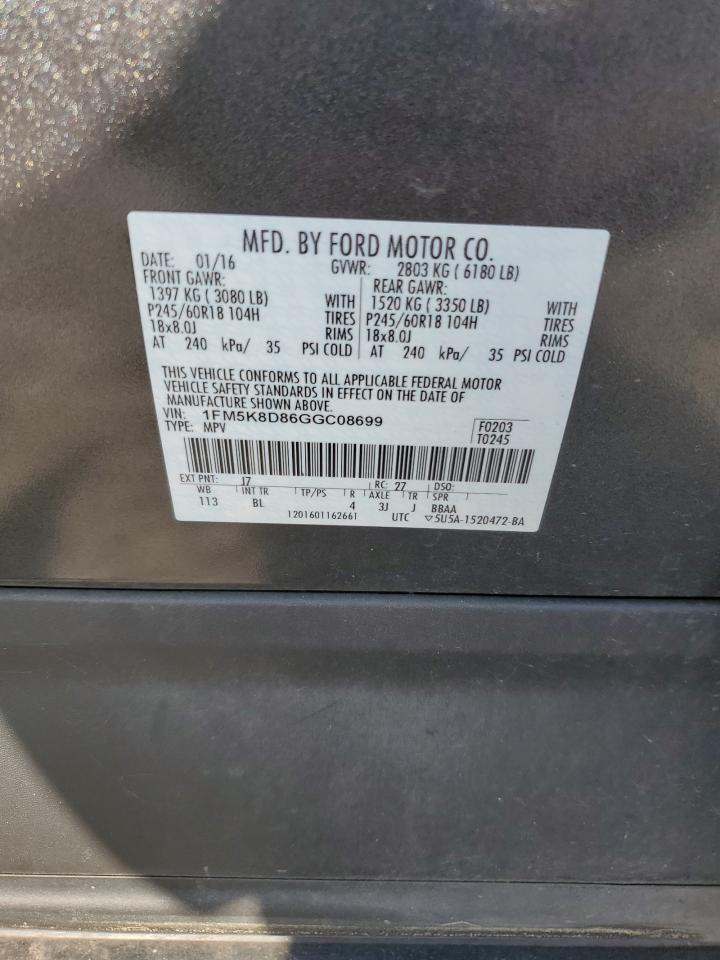 MFD. BY FORD MOTOR CO.
DATE: 01/16 GVWR: 2803 KG ( 6180 LB)
FRONT GAWR: REAR GAWR:
1397 KG ( 3080 LB) WITH 1520 KG ( 3350 LB) WITH
P245/60R18 104H TIRES P245/60R18 104H TIRES
18x8.0J RIMS 18x8.0J RIMS
AT 240 kPa/ 35 PSI COLD AT 240 kPa/ 35 PSI COLD
THIS VEHICLE CONFORMS TO ALL APPLICABLE FEDERAL MOTOR
VEHICLE SAFETY STANDARDS IN EFFECT ON THE DATE OF
MANUFACTURE SHOWN ABOVE.
VIN: 1FM5K8D86GGC08699 F0203
TYPE: MPV T0245
EXT PNT: J7 RC: 27 DSO:
WB INT TR TP/PS R AXLE TR SPR
113 BL 4 3J J BBAA
1201601162661 UTC ▽5U5A-1520472-BA